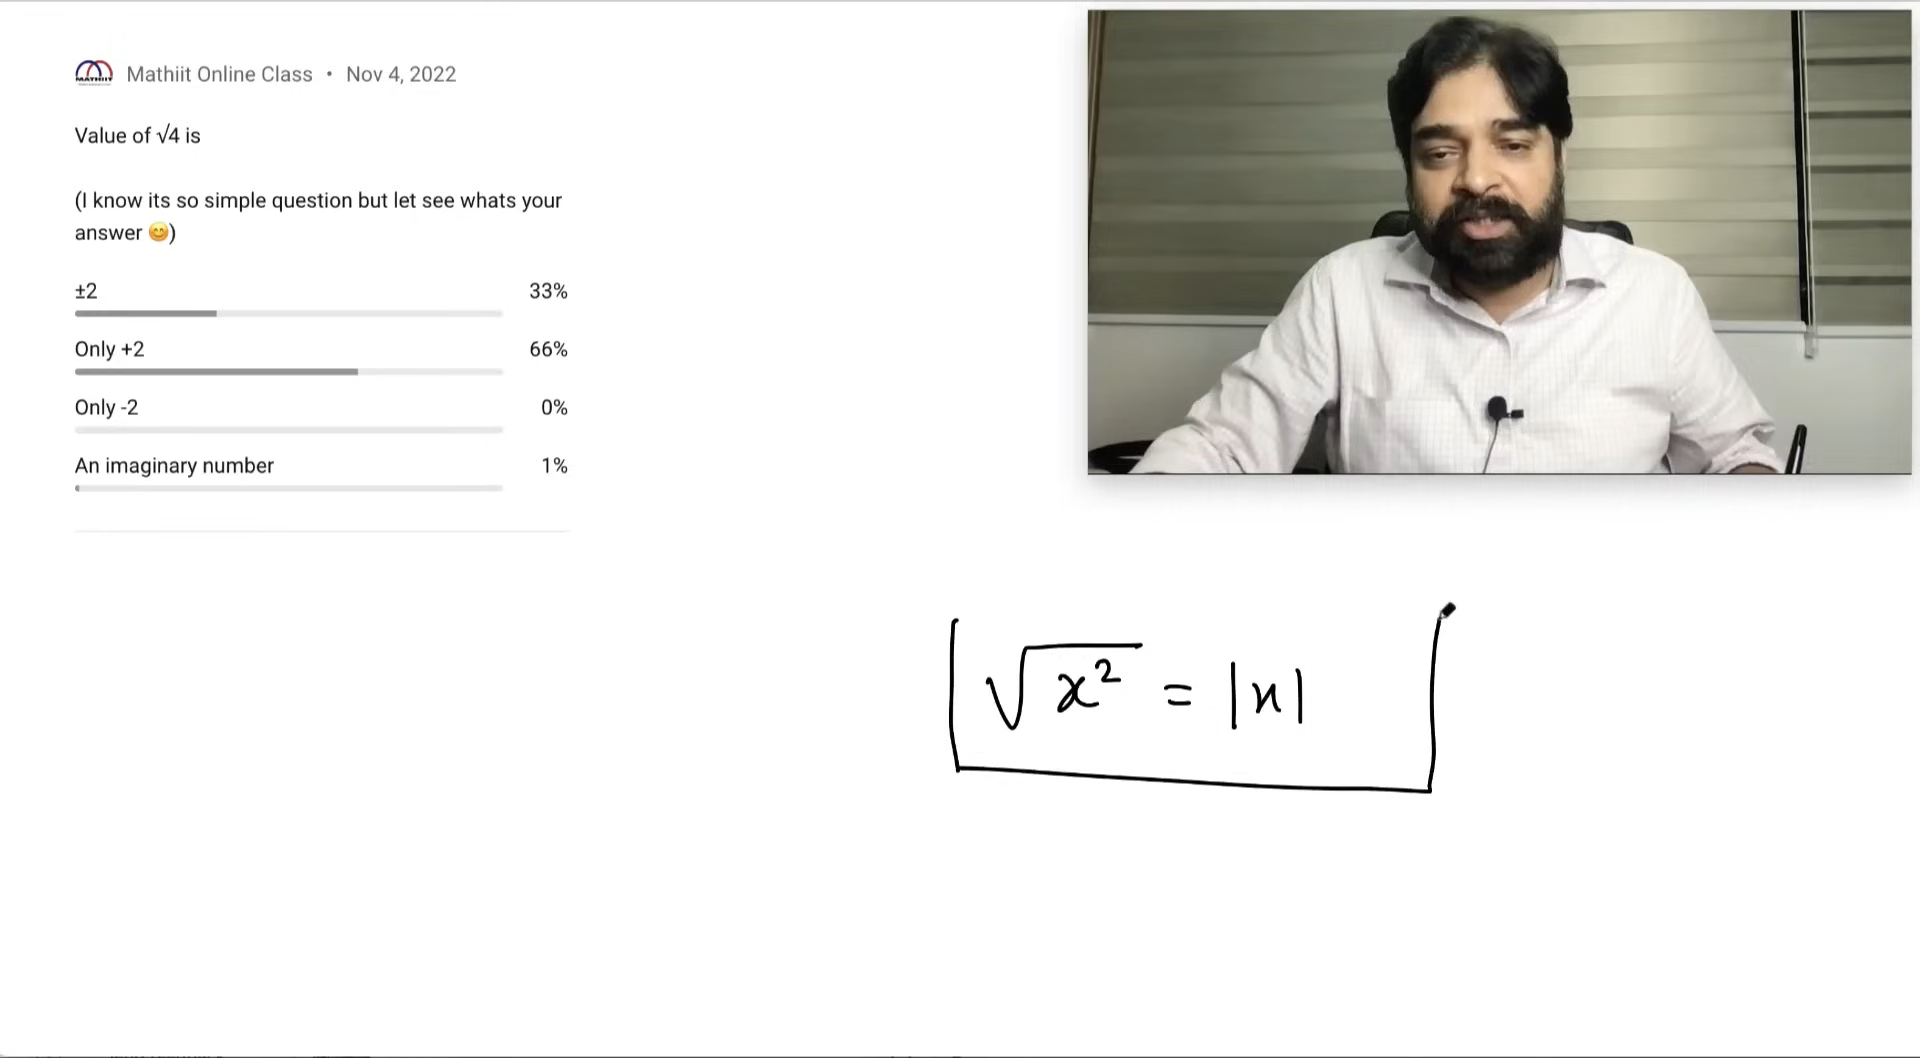 MATHIIT
Mathiit Online Class • Nov 4, 2022
Value of √4 is
(I know its so simple question but let see whats your
answer 😊)
±2 33%
Only +2 66%
Only -2 0%
An imaginary number 1%
√x² = |x|